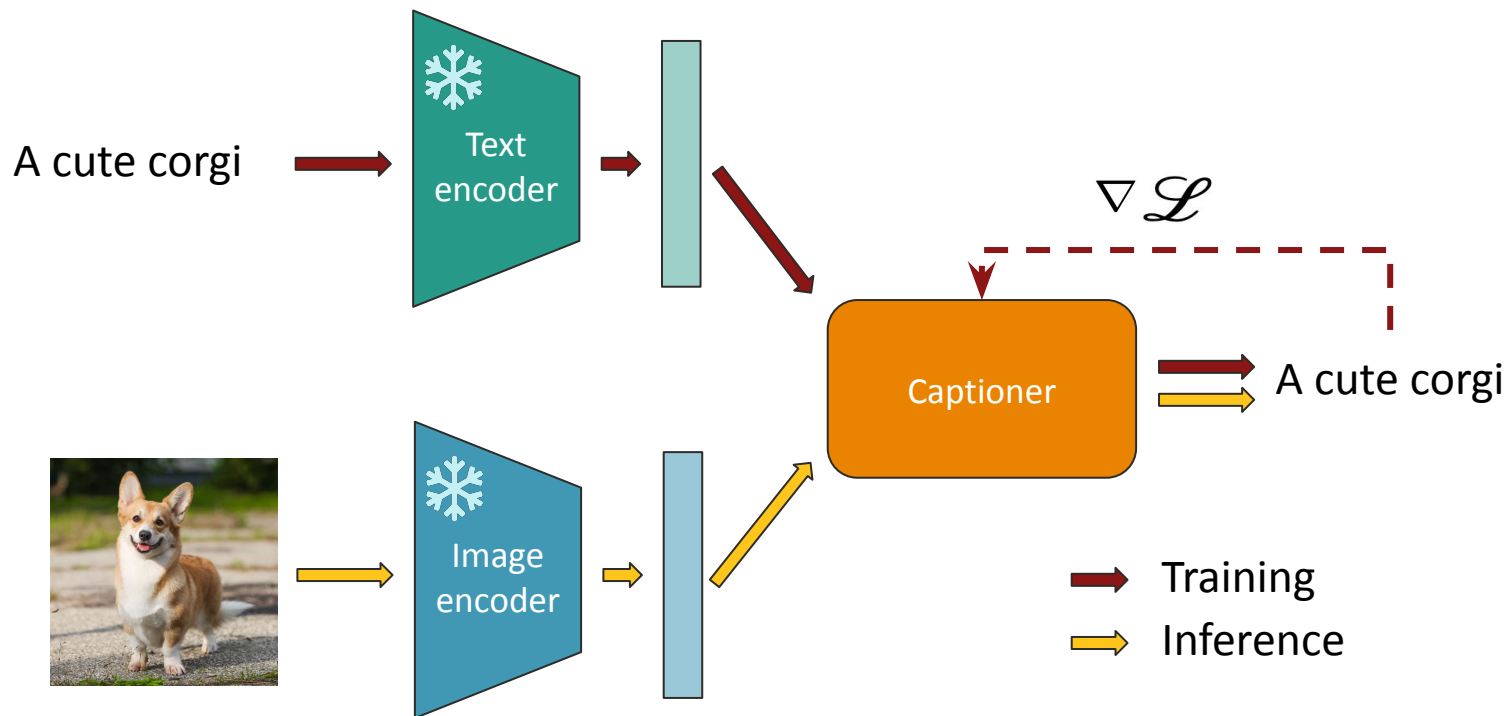 A cute corgi
Text
encoder
∇ ℒ
Captioner
A cute corgi
Image
encoder
Training
Inference